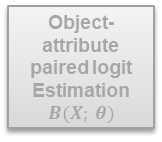 Object-
attribute
paired logit
Estimation
B(X; θ)